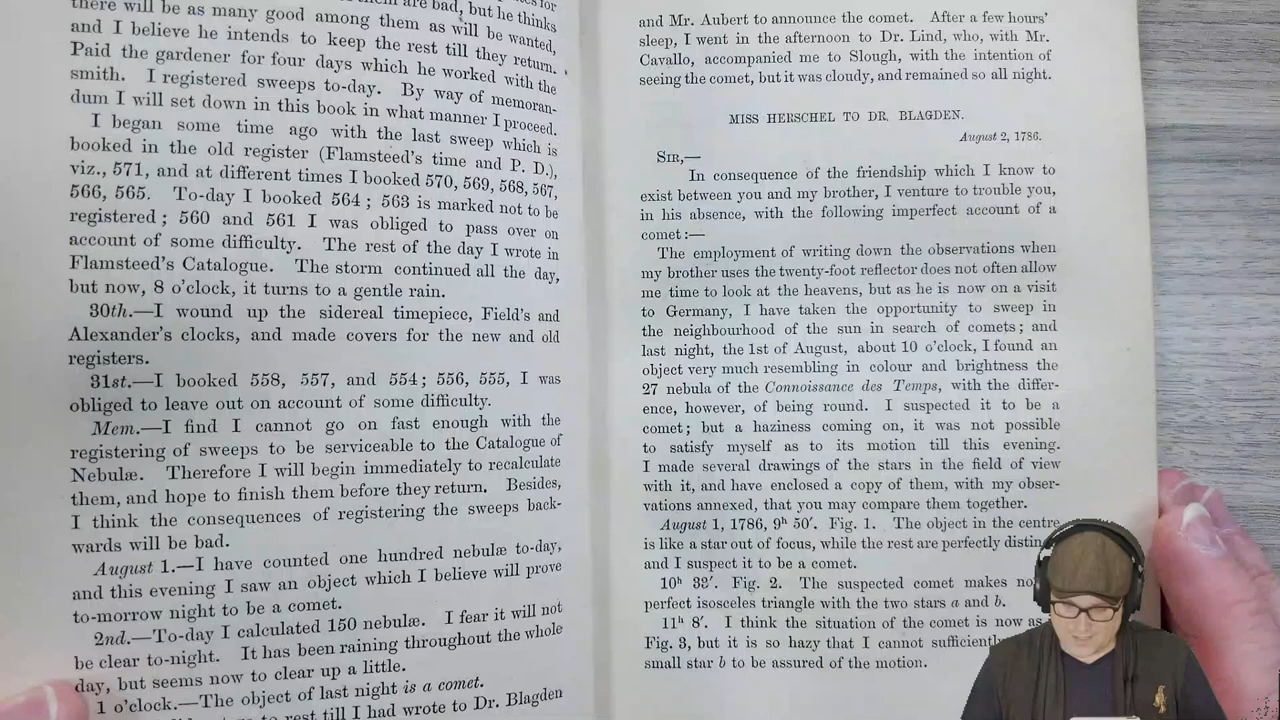 there will be as many good among them as will be wanted,
and I believe he intends to keep the rest till they return.
Paid the gardener for four days which he worked with the
smith. I registered sweeps to-day. By way of memoran-
dum I will set down in this book in what manner I proceed.
I began some time ago with the last sweep which is
booked in the old register (Flamsteed's time and P. D.),
viz., 571, and at different times I booked 570, 569, 568, 567,
566, 565. To-day I booked 564; 563 is marked not to be
registered; 560 and 561 I was obliged to pass over on
account of some difficulty. The rest of the day I wrote in
Flamsteed's Catalogue. The storm continued all the day,
but now, 8 o'clock, it turns to a gentle rain.
30th.—I wound up the sidereal timepiece, Field's and
Alexander's clocks, and made covers for the new and old
registers.
31st.—I booked 558, 557, and 554; 556, 555, I was
obliged to leave out on account of some difficulty.
Mem.—I find I cannot go on fast enough with the
registering of sweeps to be serviceable to the Catalogue of
Nebulæ. Therefore I will begin immediately to recalculate
them, and hope to finish them before they return. Besides,
I think the consequences of registering the sweeps back-
wards will be bad.
August 1.—I have counted one hundred nebulæ to-day,
and this evening I saw an object which I believe will prove
to-morrow night to be a comet.
2nd.—To-day I calculated 150 nebulæ. I fear it will not
be clear to-night. It has been raining throughout the whole
day, but seems now to clear up a little.
1 o'clock.—The object of last night is a comet.
rest till I had wrote to Dr. Blagden
and Mr. Aubert to announce the comet. After a few hours'
sleep, I went in the afternoon to Dr. Lind, who, with Mr.
Cavallo, accompanied me to Slough, with the intention of
seeing the comet, but it was cloudy, and remained so all night.
MISS HERSCHEL TO DR. BLAGDEN.
August 2, 1786.
SIR,—
In consequence of the friendship which I know to
exist between you and my brother, I venture to trouble you,
in his absence, with the following imperfect account of a
comet:—
The employment of writing down the observations when
my brother uses the twenty-foot reflector does not often allow
me time to look at the heavens, but as he is now on a visit
to Germany, I have taken the opportunity to sweep in
the neighbourhood of the sun in search of comets; and
last night, the 1st of August, about 10 o'clock, I found an
object very much resembling in colour and brightness the
27 nebula of the Connoissance des Temps, with the differ-
ence, however, of being round. I suspected it to be a
comet; but a haziness coming on, it was not possible
to satisfy myself as to its motion till this evening.
I made several drawings of the stars in the field of view
with it, and have enclosed a copy of them, with my obser-
vations annexed, that you may compare them together.
August 1, 1786, 9ʰ 50′. Fig. 1. The object in the centre
is like a star out of focus, while the rest are perfectly distin
and I suspect it to be a comet.
10ʰ 33′. Fig. 2. The suspected comet makes no
perfect isosceles triangle with the two stars a and b.
11ʰ 8′. I think the situation of the comet is now as
Fig. 3, but it is so hazy that I cannot sufficiently
small star b to be assured of the motion.